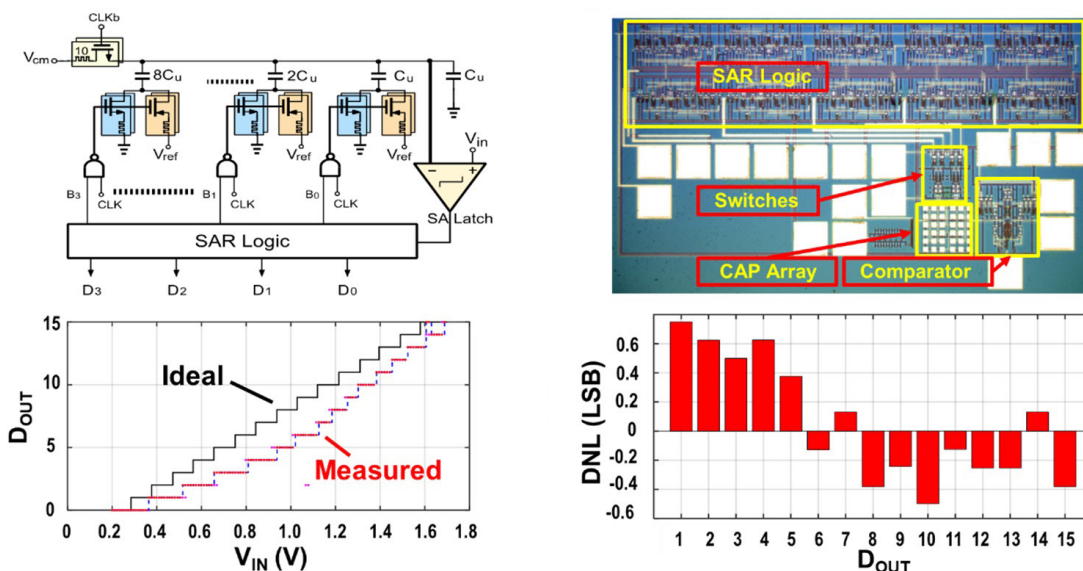 CLKb
10
Vcm
8Cu
2Cu
Cu
Cu
Vref
Vref
Vref
Vin
B3
CLK
B1
CLK
B0
CLK
− +
SA Latch
SAR Logic
D3
D2
D1
D0
SAR Logic
Switches
CAP Array
Comparator
15
10
5
0
DOUT
Ideal
Measured
0 0.2 0.4 0.6 0.8 1.0 1.2 1.4 1.6 1.8
VIN (V)
0.6
0.4
0.2
0
-0.2
-0.4
-0.6
DNL (LSB)
1 2 3 4 5 6 7 8 9 10 11 12 13 14 15
DOUT